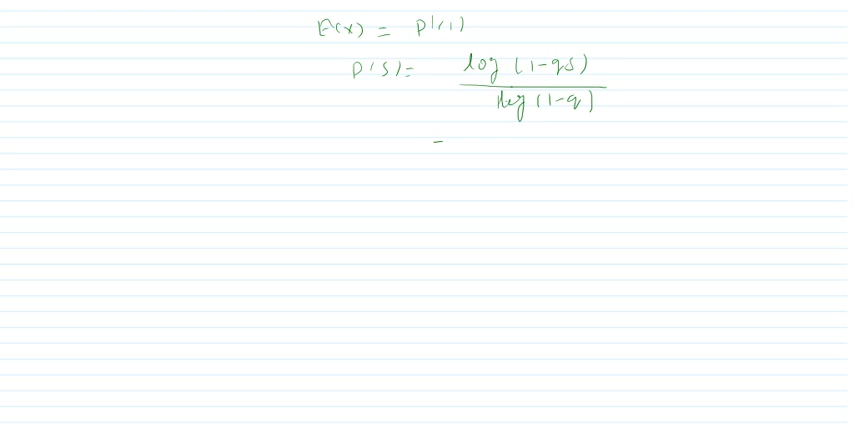 E(x) = P'(1)
P(S) = log (1-qs)
log (1-q)
=